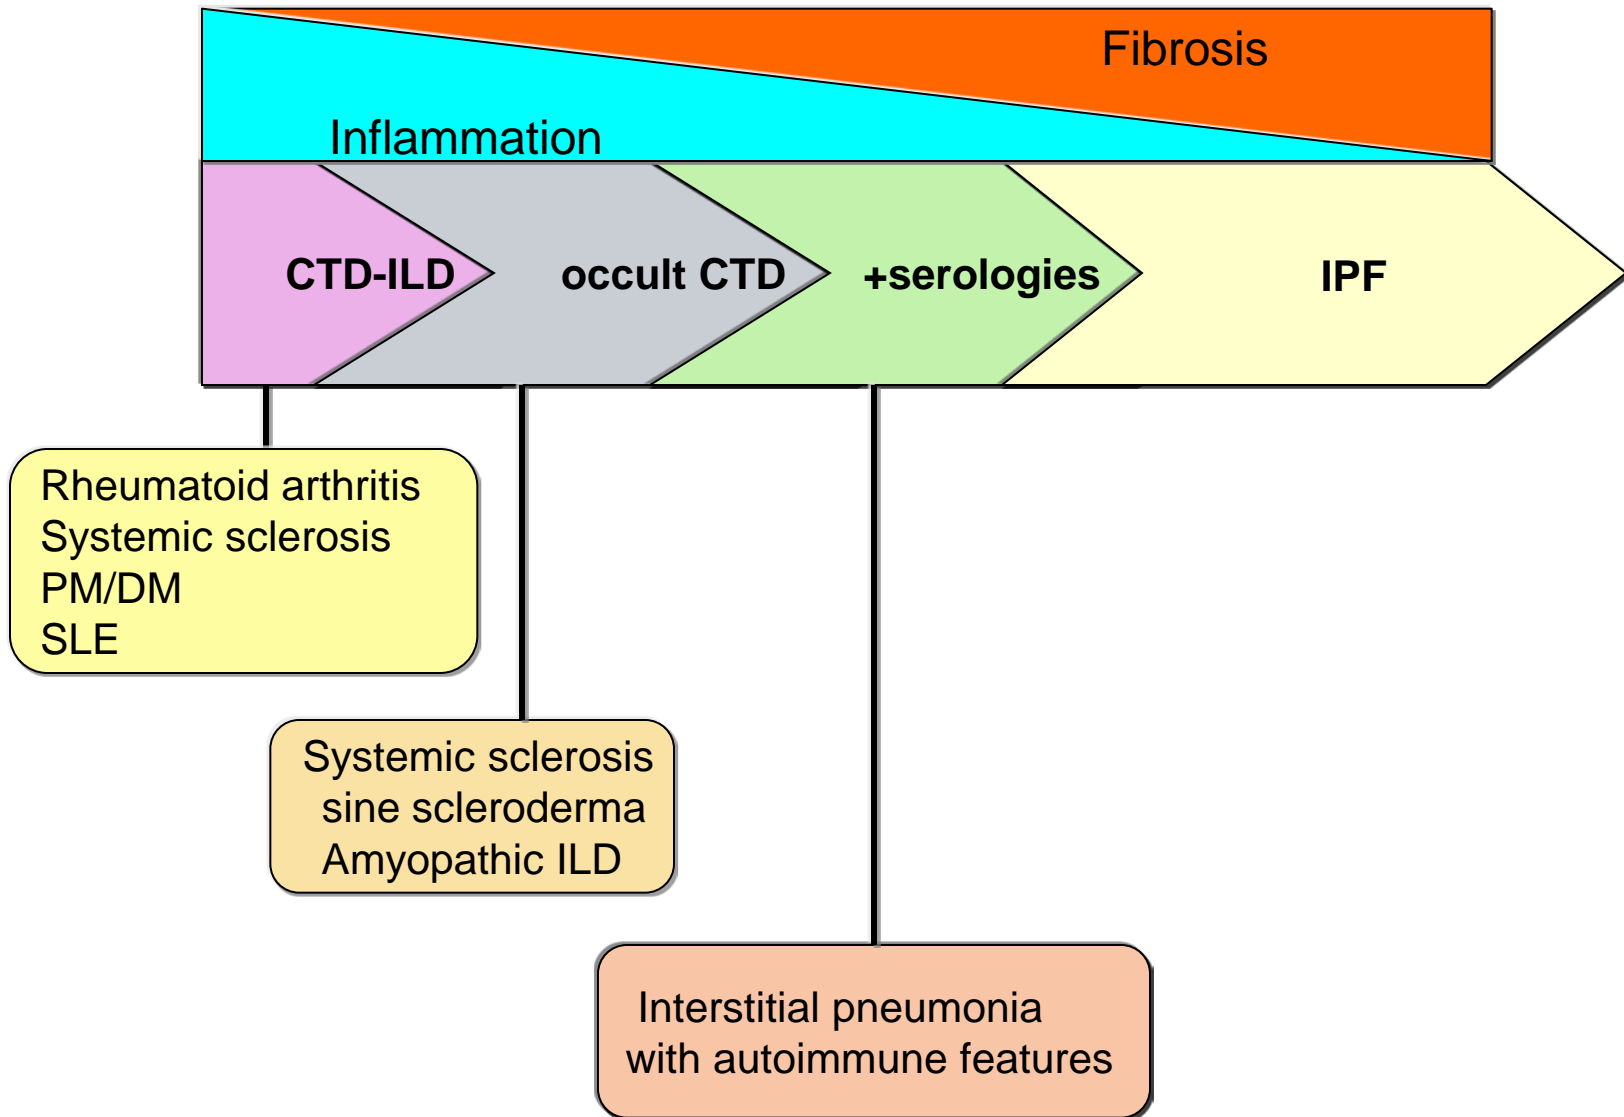 Fibrosis
Inflammation
CTD-ILD
occult CTD
+serologies
IPF
Rheumatoid arthritis
Systemic sclerosis
PM/DM
SLE
Systemic sclerosis
sine scleroderma
Amyopathic ILD
Interstitial pneumonia
with autoimmune features